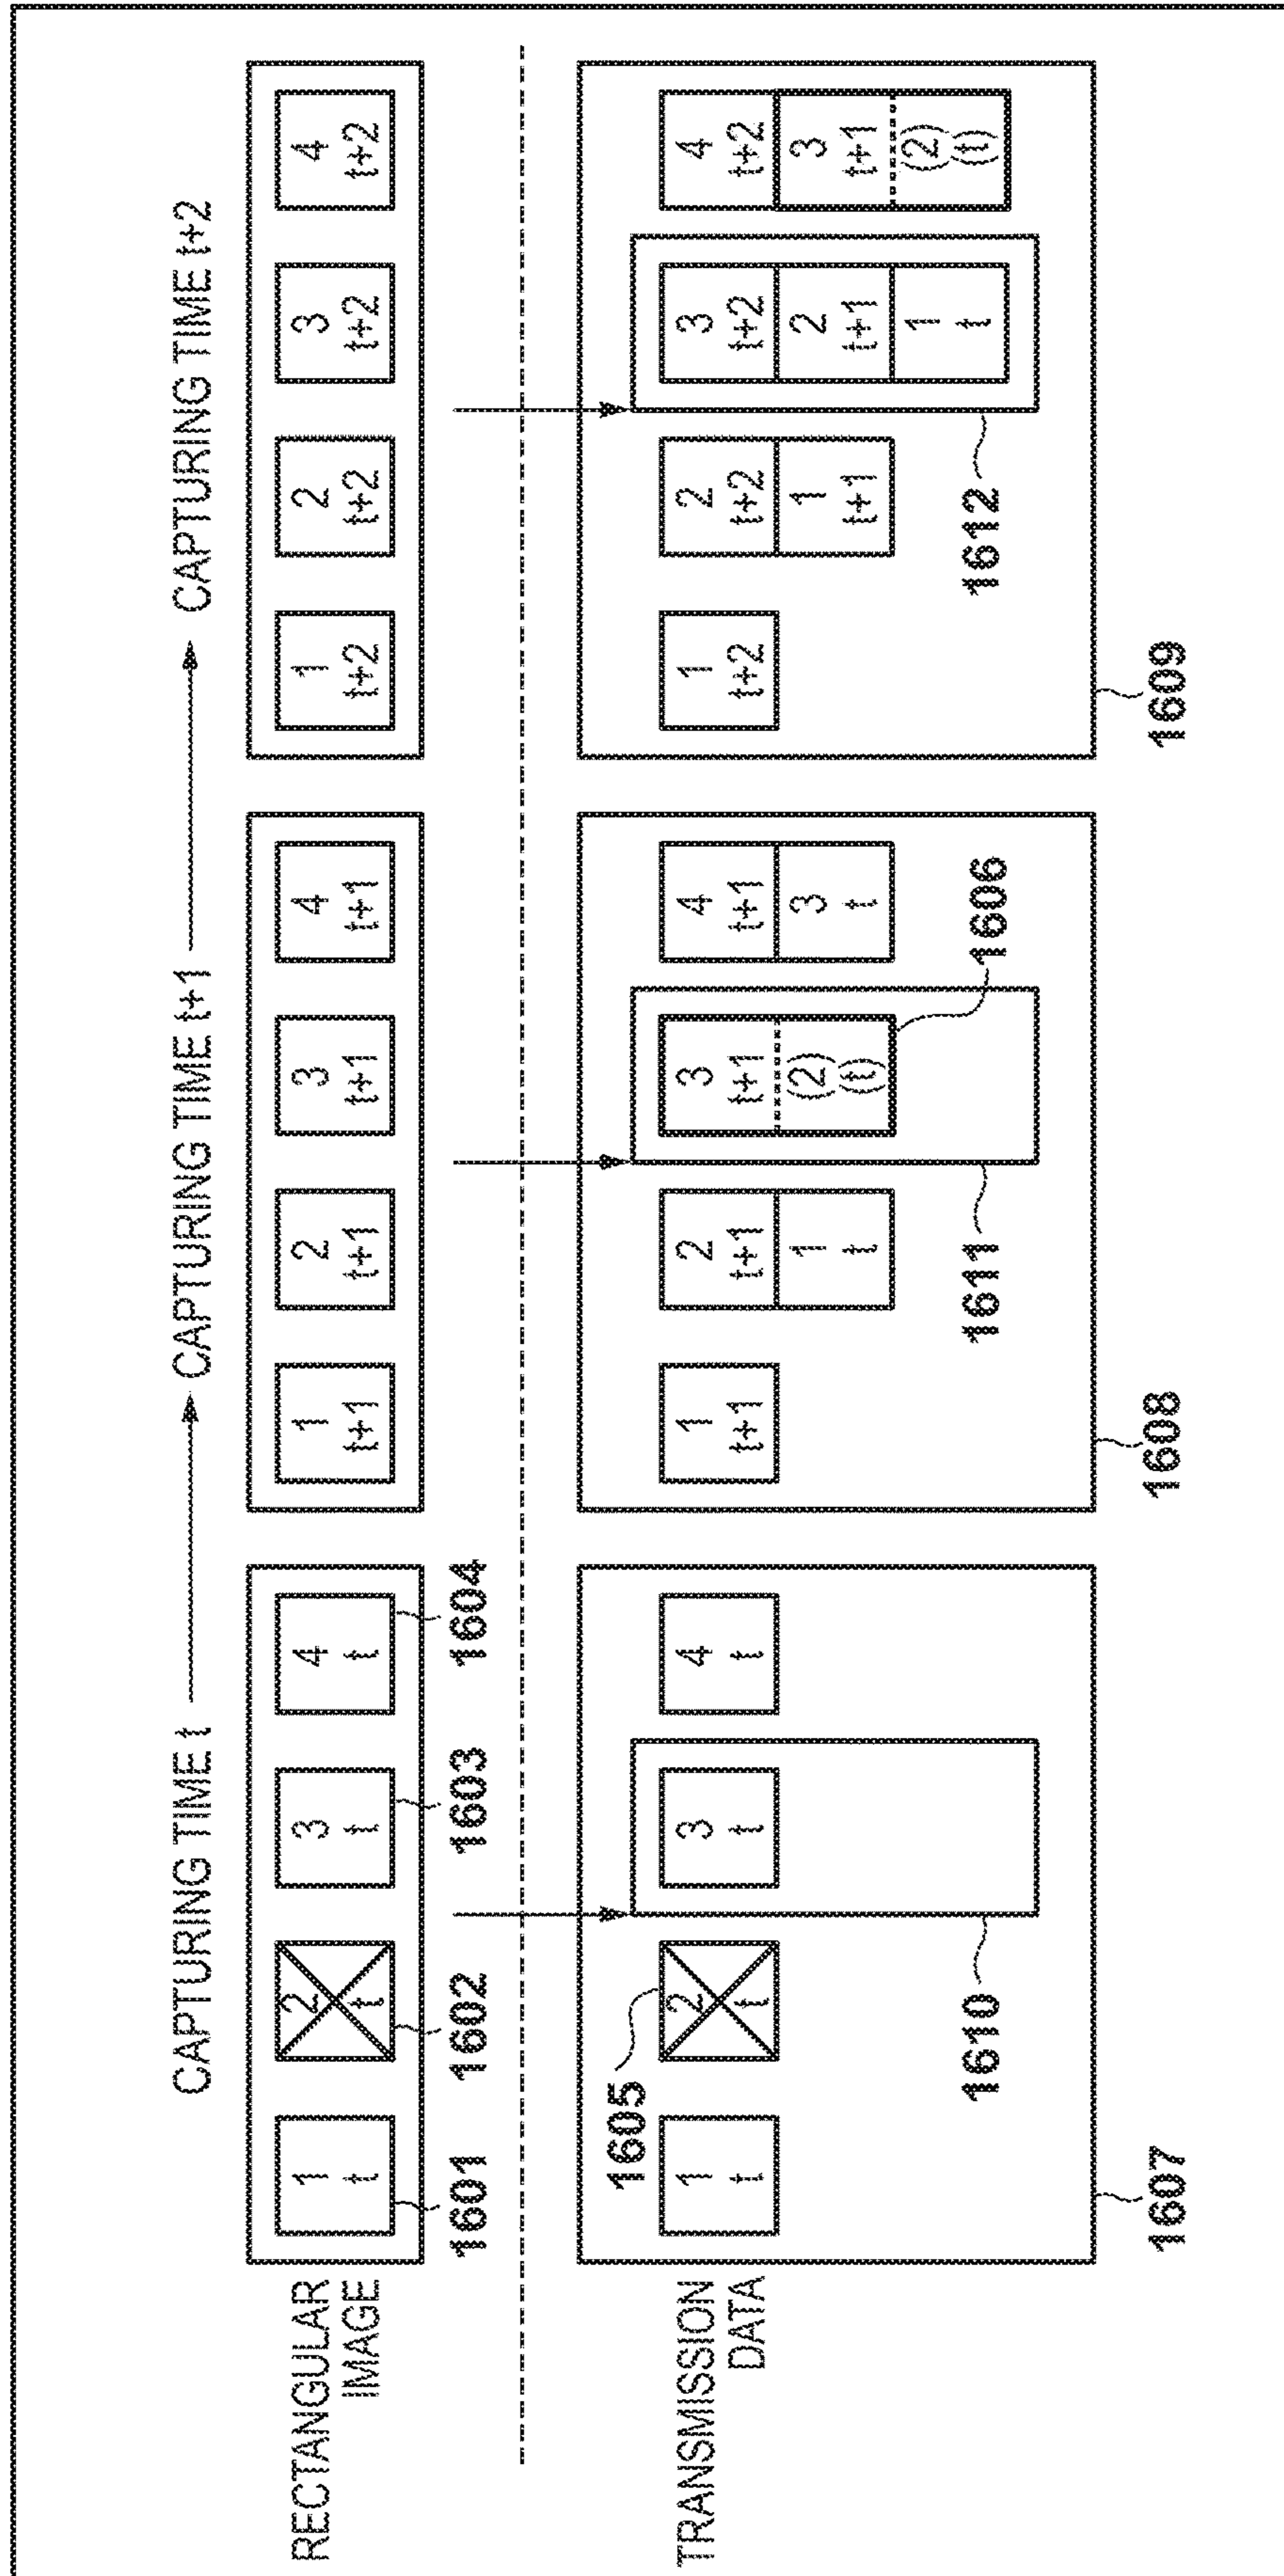 CAPTURING TIME t
CAPTURING TIME t+1
CAPTURING TIME t+2
RECTANGULAR
IMAGE
1
t
2
t
3
t
4
t
1
t+1
2
t+1
3
t+1
4
t+1
1
t+2
2
t+2
3
t+2
4
t+2
1601
1602
1603
1604
TRANSMISSION
DATA
1605
1
t
2
t
3
t
4
t
1610
1607
1
t+1
2
t+1
1
t
3
t+1
(2)
(t)
4
t+1
3
t
1606
1611
1608
1
t+2
2
t+2
1
t+1
3
t+2
2
t+1
1
t
4
t+2
3
t+1
(2)
(t)
1612
1609